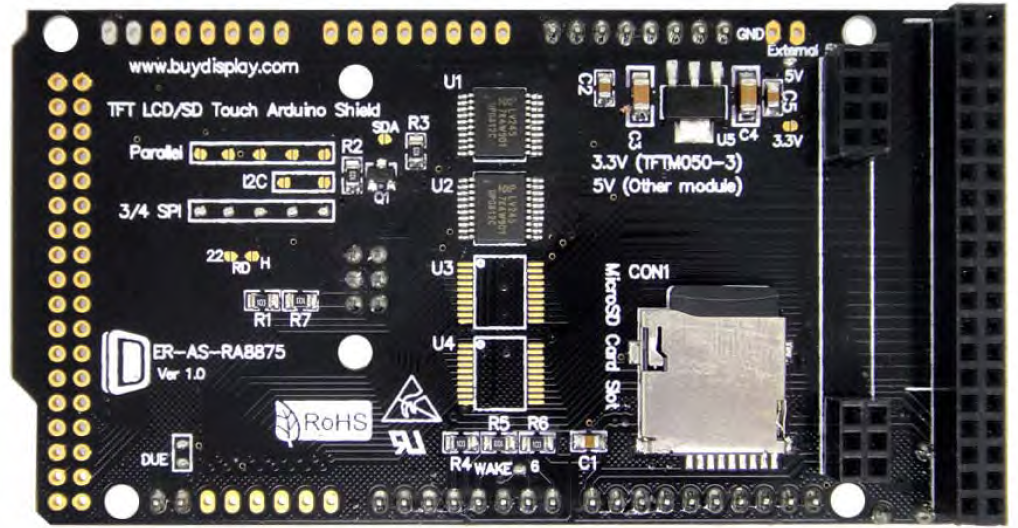 GND
External 5
www.buydisplay.com
U1
C2
5V
C5
TFT LCD/SD Touch Arduino Shield
SDA
R3
C3
U5
C4
3.3V
Parallel
R2
3.3V (TFTM050-3)
I2C
Q1
U2
5V (Other module)
3/4 SPI
22
RD
H
U3
CON1
MicroSD Card Slot
R1
R7
U4
ER-AS-RA8875
Ver 1.0
RoHS
R5
R6
DUE
R4
WAKE
6
C1